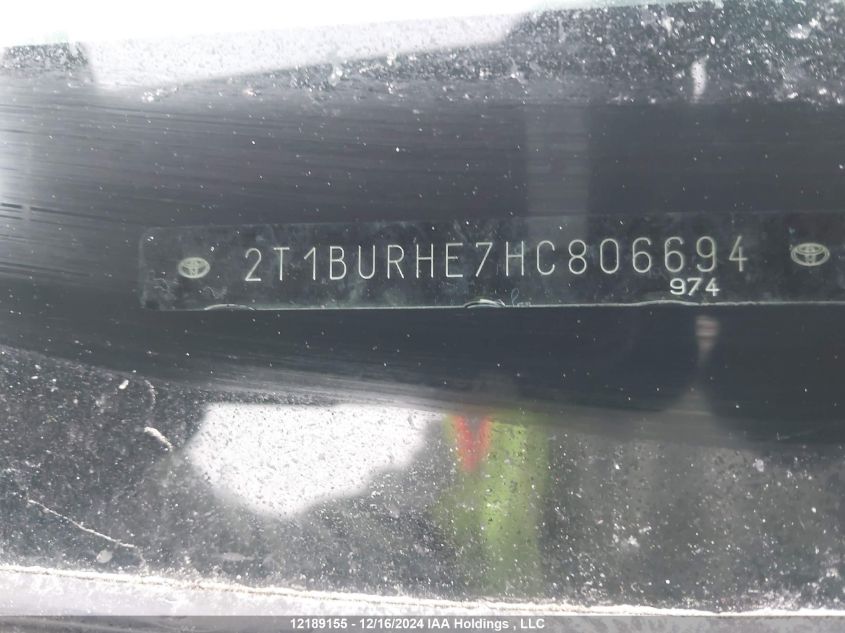 2T1BURHE7HC806694
974
12189155 - 12/16/2024 IAA Holdings , LLC